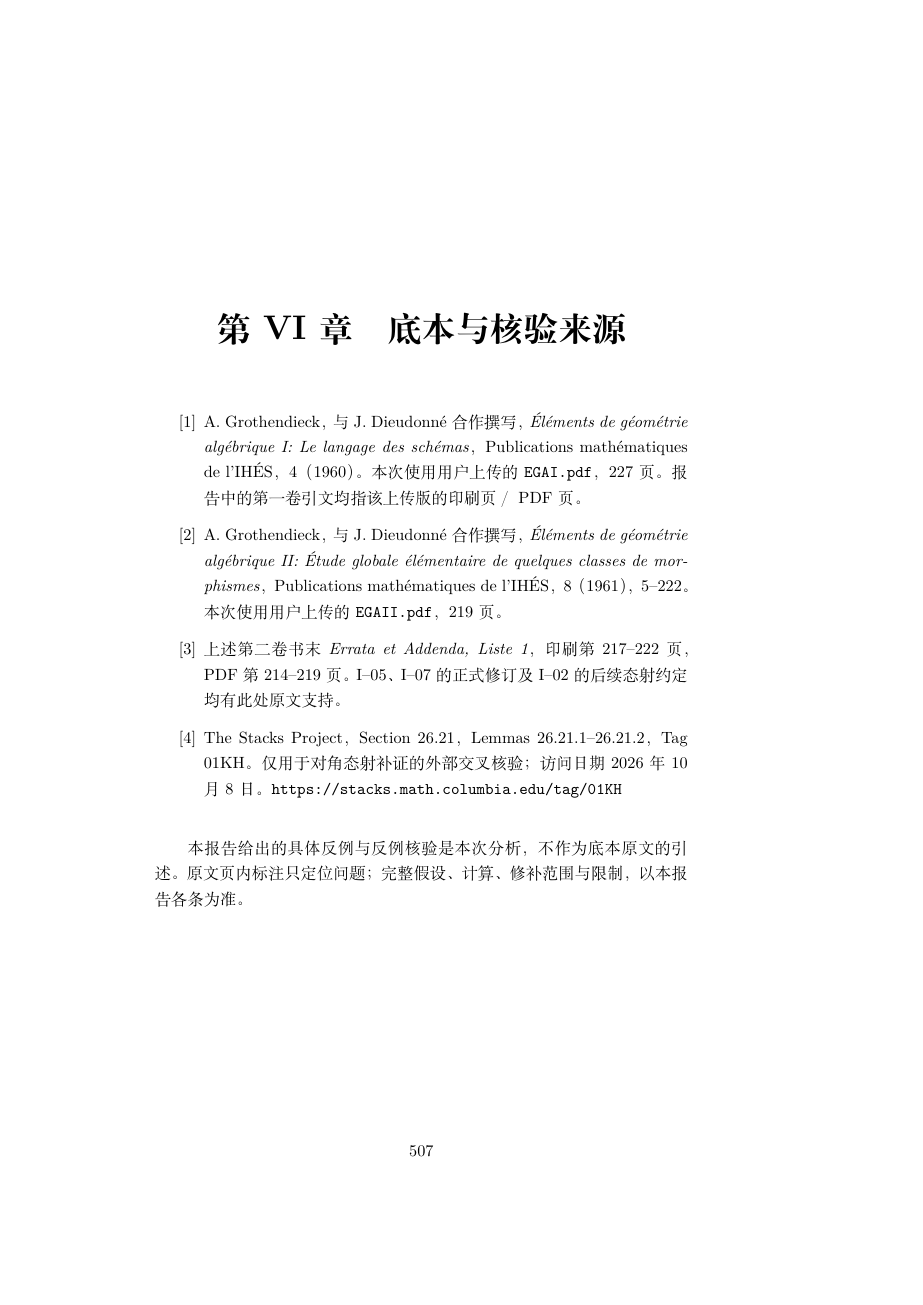 第 VI 章　底本与核验来源
[1] A. Grothendieck, 与 J. Dieudonné 合作撰写, Éléments de géométrie
algébrique I: Le langage des schémas, Publications mathématiques
de l'IHÉS, 4 (1960)。本次使用用户上传的 EGAI.pdf, 227 页。报
告中的第一卷引文均指该上传版的印刷页 / PDF 页。
[2] A. Grothendieck, 与 J. Dieudonné 合作撰写, Éléments de géométrie
algébrique II: Étude globale élémentaire de quelques classes de mor-
phismes, Publications mathématiques de l'IHÉS, 8 (1961), 5–222。
本次使用用户上传的 EGAII.pdf, 219 页。
[3] 上述第二卷书末 Errata et Addenda, Liste 1, 印刷第 217–222 页,
PDF 第 214–219 页。I–05、I–07 的正式修订及 I–02 的后续态射约定
均有此处原文支持。
[4] The Stacks Project, Section 26.21, Lemmas 26.21.1–26.21.2, Tag
01KH。仅用于对角态射补证的外部交叉核验; 访问日期 2026 年 10
月 8 日。https://stacks.math.columbia.edu/tag/01KH
本报告给出的具体反例与反例核验是本次分析, 不作为底本原文的引
述。原文页内标注只定位问题; 完整假设、计算、修补范围与限制, 以本报
告各条为准。
507